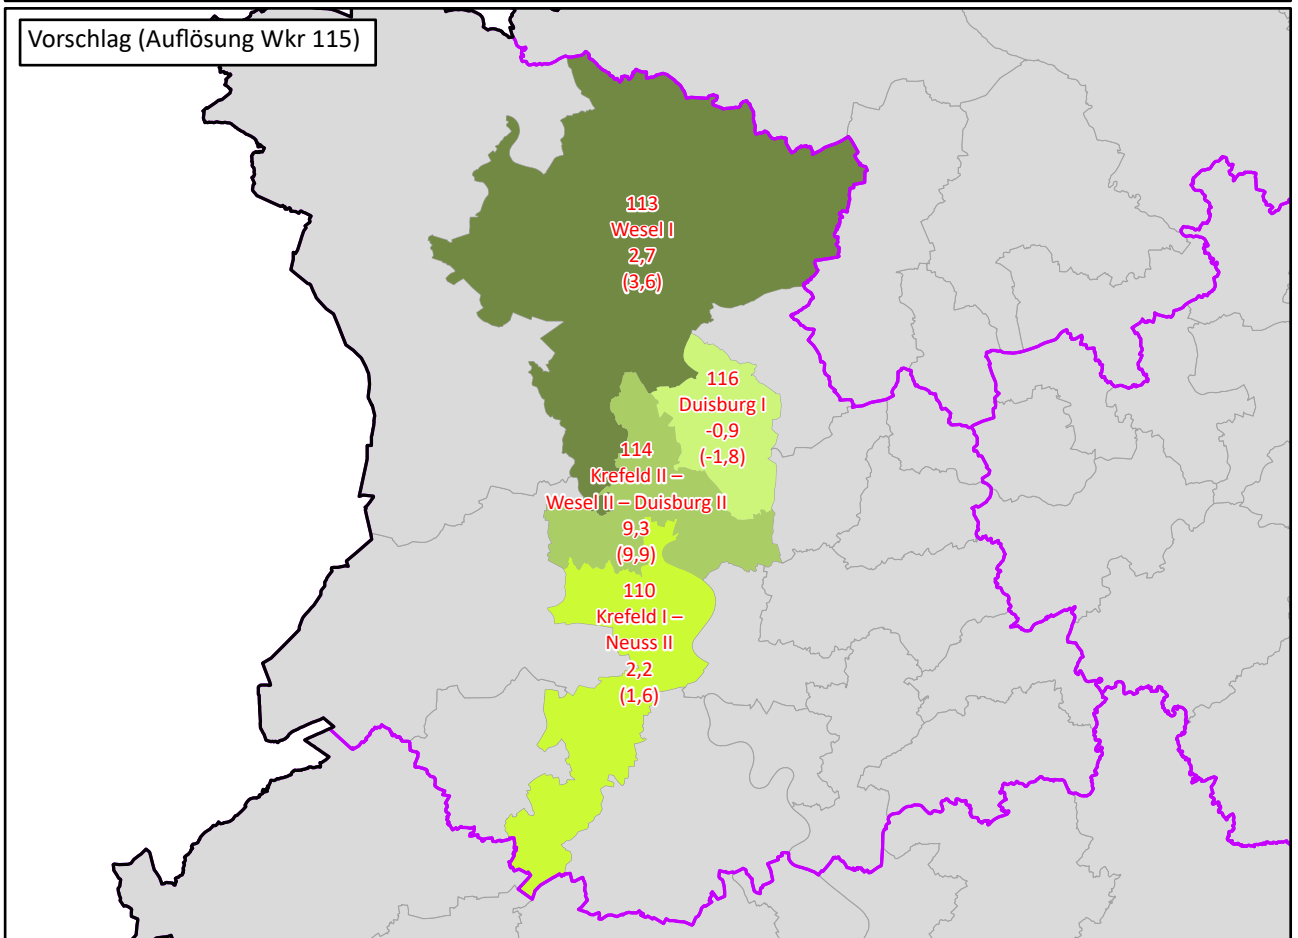 Vorschlag (Auflösung Wkr 115)
113
Wesel I
2,7
(3,6)
116
Duisburg I
-0,9
(-1,8)
114
Krefeld II –
Wesel II – Duisburg II
9,3
(9,9)
110
Krefeld I –
Neuss II
2,2
(1,6)